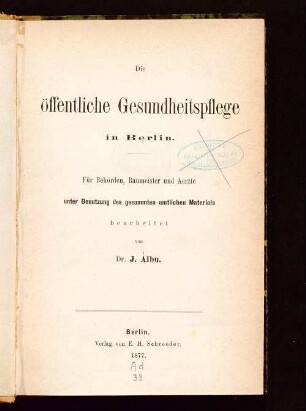 Die
öffentliche Gesundheitspflege
in Berlin.
Für Behörden, Baumeister und Aerzte
unter Benutzung des gesammten amtlichen Materials
bearbeitet
von
Dr. J. Albu.
Berlin,
Verlag von E. H. Schroeder.
1877.
Ad
33